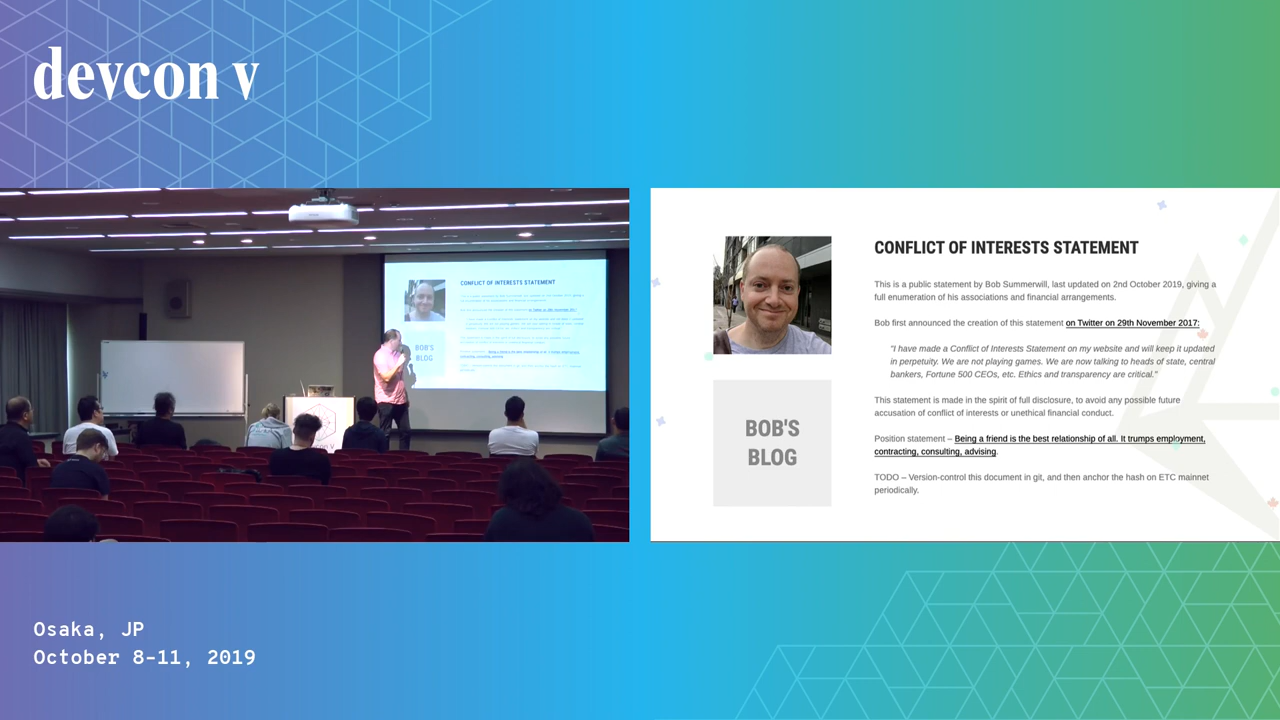 devcon v
CONFLICT OF INTERESTS STATEMENT
BOB'S
BLOG
CONFLICT OF INTERESTS STATEMENT
This is a public statement by Bob Summerwill, last updated on 2nd October 2019, giving a
full enumeration of his associations and financial arrangements.
Bob first announced the creation of this statement on Twitter on 29th November 2017:
"I have made a Conflict of Interests Statement on my website and will keep it updated
in perpetuity. We are not playing games. We are now talking to heads of state, central
bankers, Fortune 500 CEOs, etc. Ethics and transparency are critical."
This statement is made in the spirit of full disclosure, to avoid any possible future
accusation of conflict of interests or unethical financial conduct.
BOB'S
BLOG
Position statement – Being a friend is the best relationship of all. It trumps employment,
contracting, consulting, advising.
TODO – Version-control this document in git, and then anchor the hash on ETC mainnet
periodically.
Osaka, JP
October 8-11, 2019